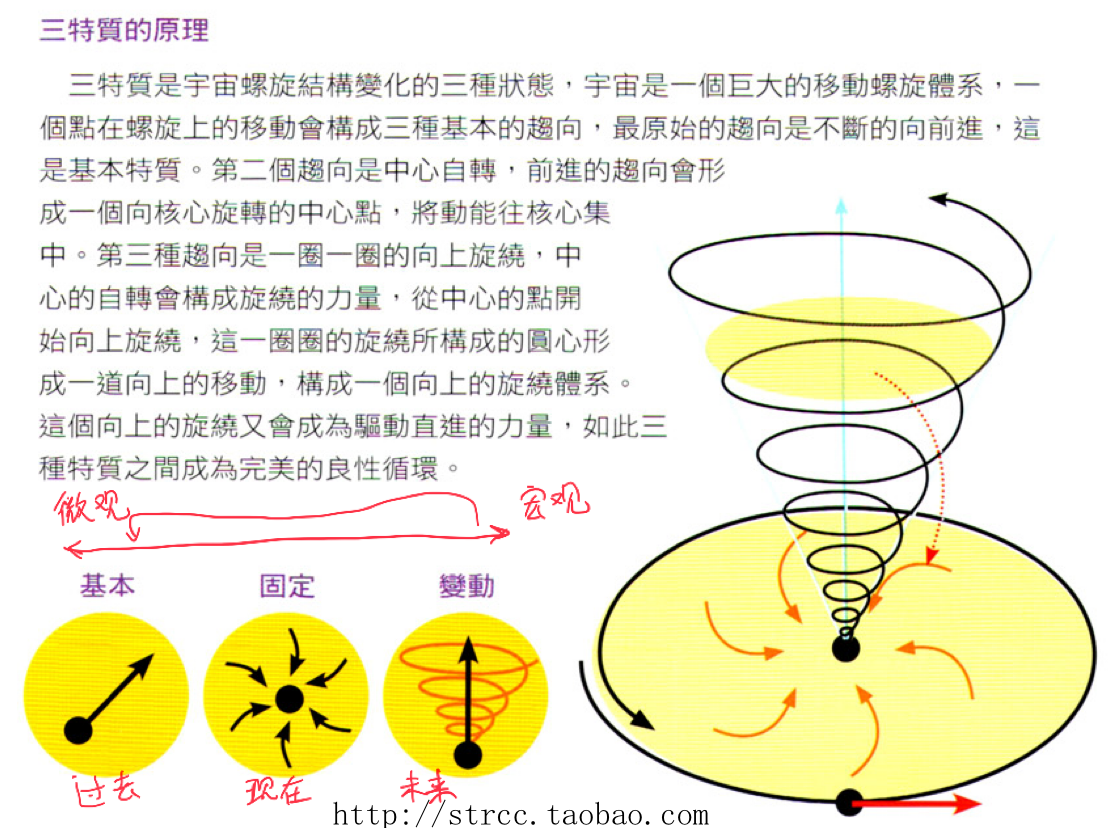 三特質的原理
三特質是宇宙螺旋結構變化的三種狀態，宇宙是一個巨大的移動螺旋體系，一
個點在螺旋上的移動會構成三種基本的趨向，最原始的趨向是不斷的向前進，這
是基本特質。第二個趨向是中心自轉，前進的趨向會形
成一個向核心旋轉的中心點，將動能往核心集
中。第三種趨向是一圈一圈的向上旋繞，中
心的自轉會構成旋繞的力量，從中心的點開
始向上旋繞，這一圈圈的旋繞所構成的圓心形
成一道向上的移動，構成一個向上的旋繞體系。
這個向上的旋繞又會成為驅動直進的力量，如此三
種特質之間成為完美的良性循環。
微观 宏观
基本 固定 變動
过去 现在 未来
http://strcc.taobao.com